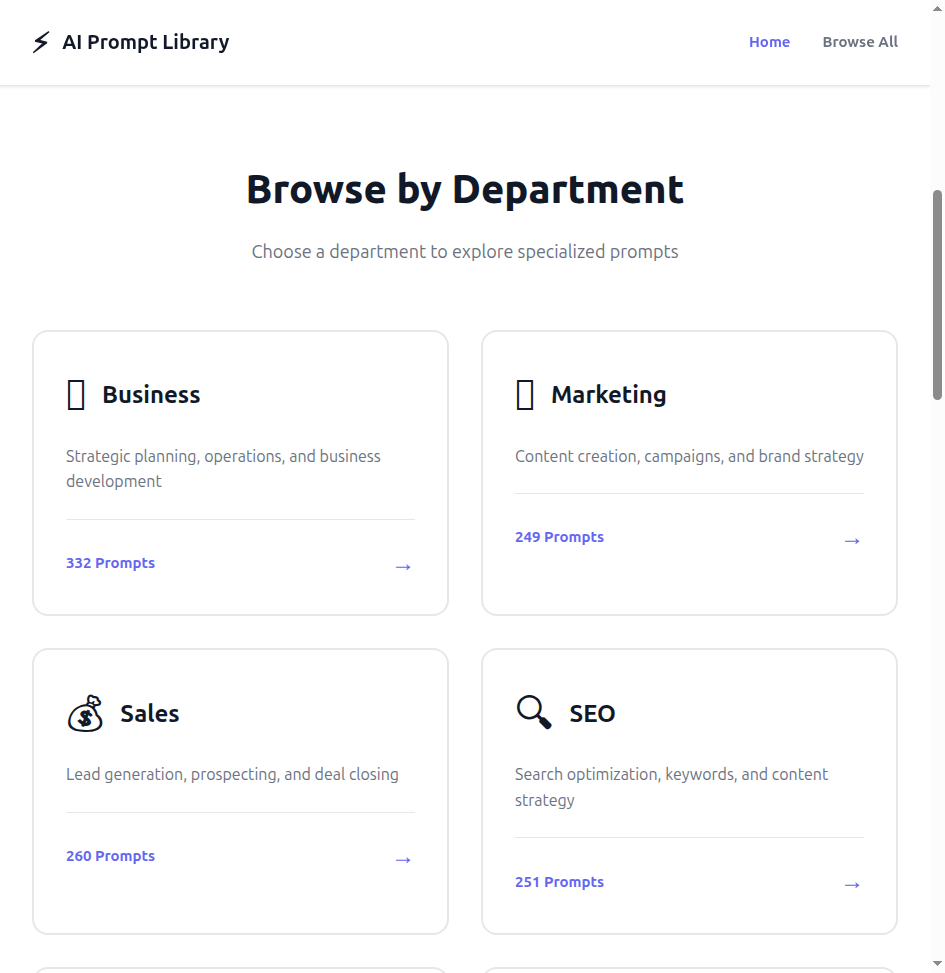 AI Prompt Library
Home
Browse All
Browse by Department
Choose a department to explore specialized prompts
Business
Strategic planning, operations, and business
development
332 Prompts →
Marketing
Content creation, campaigns, and brand strategy
249 Prompts →
Sales
Lead generation, prospecting, and deal closing
260 Prompts →
SEO
Search optimization, keywords, and content
strategy
251 Prompts →